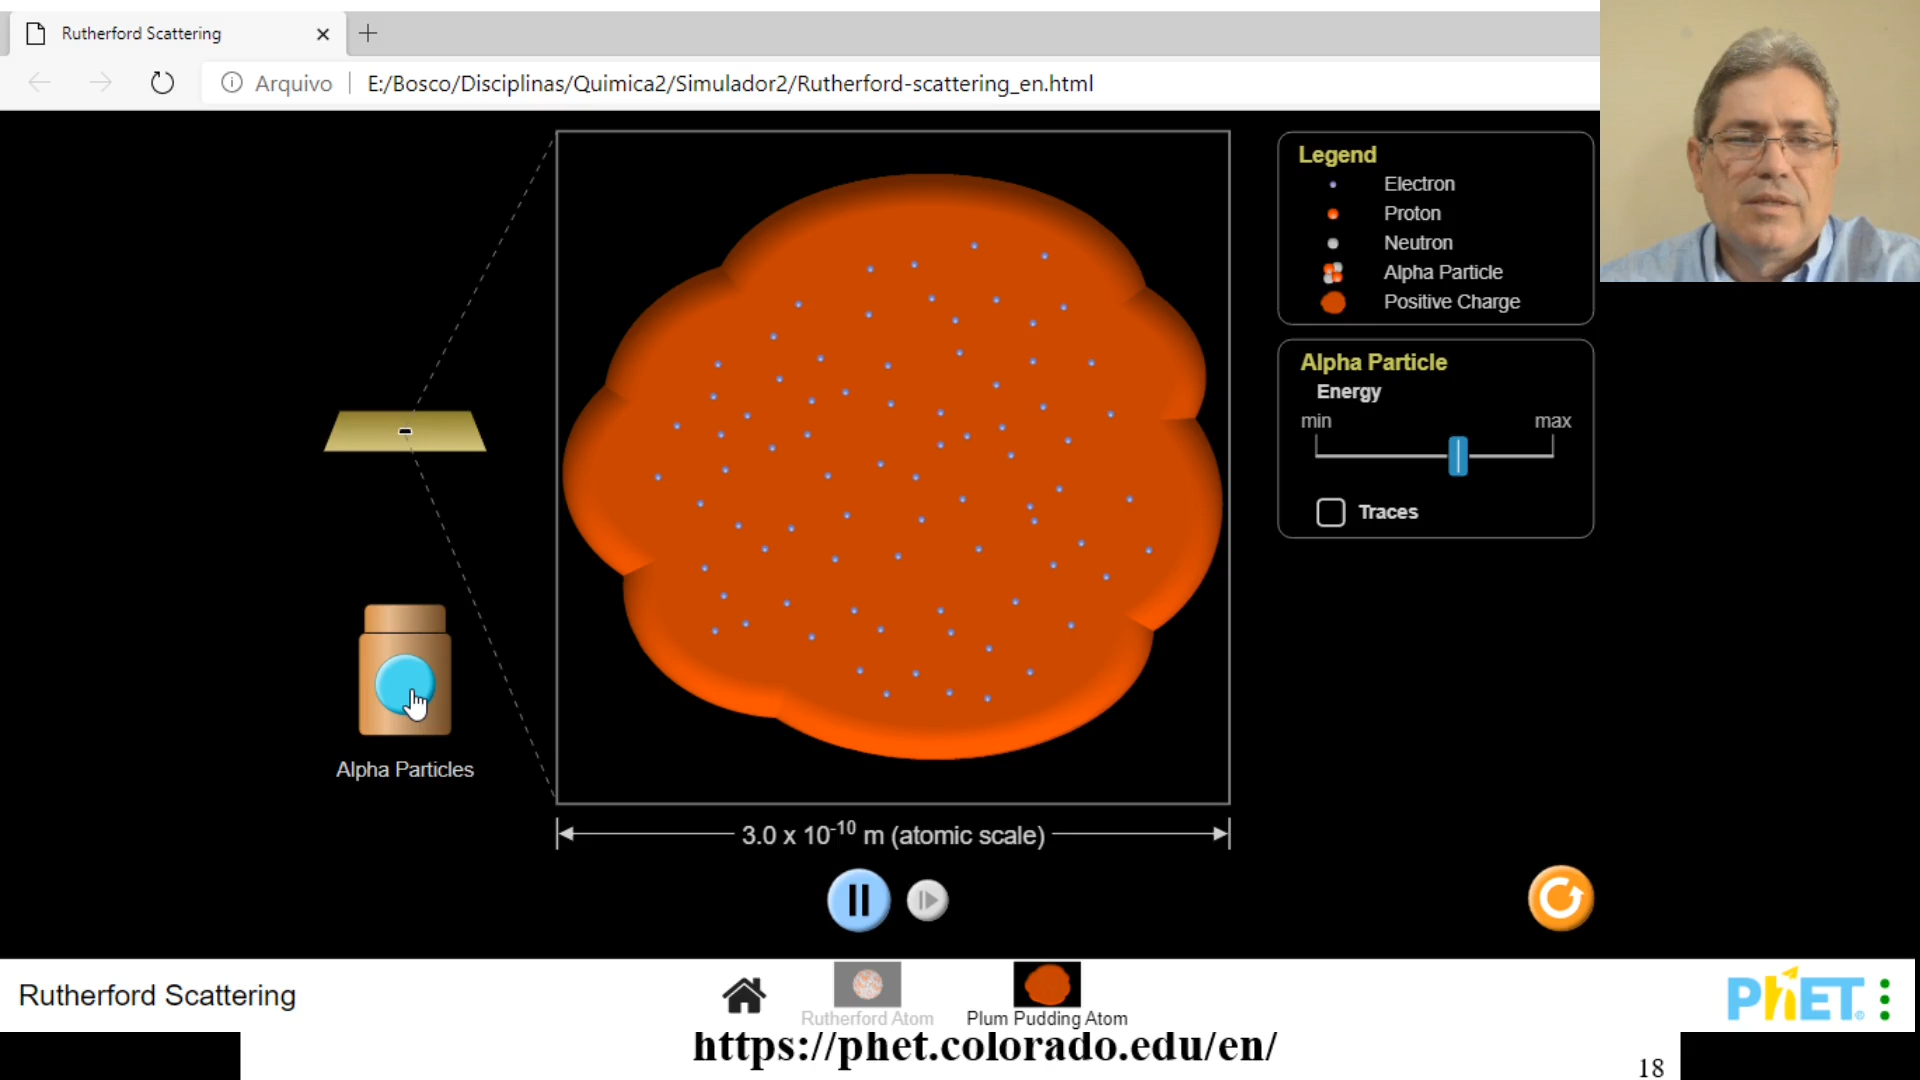 Rutherford Scattering
Arquivo E:/Bosco/Disciplinas/Quimica2/Simulador2/Rutherford-scattering_en.html
Legend
Electron
Proton
Neutron
Alpha Particle
Positive Charge
Alpha Particle
Energy
min max
Traces
Alpha Particles
3.0 x 10⁻¹⁰ m (atomic scale)
Rutherford Scattering
Rutherford Atom
Plum Pudding Atom
PhET
https://phet.colorado.edu/en/
18